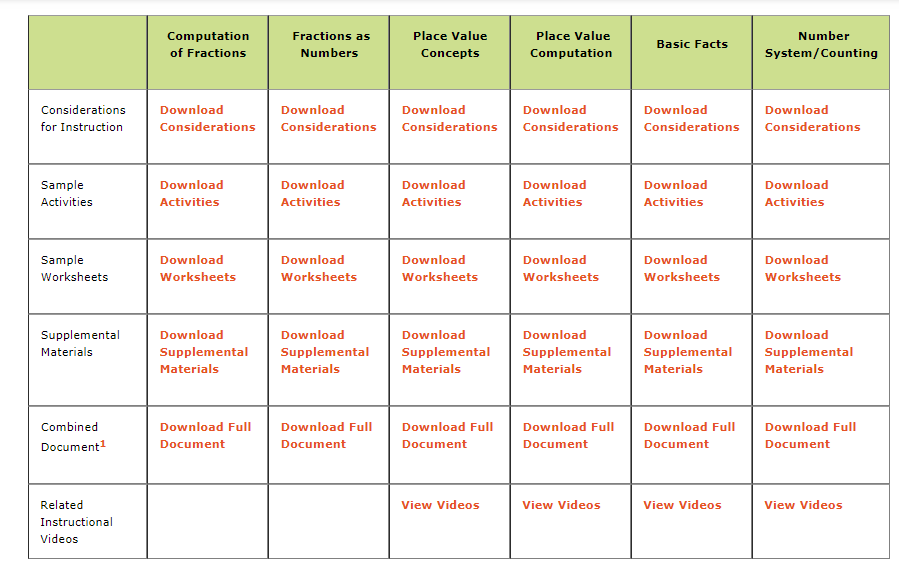 Computation of Fractions
Fractions as Numbers
Place Value Concepts
Place Value Computation
Basic Facts
Number System/Counting
Considerations for Instruction
Download Considerations
Download Considerations
Download Considerations
Download Considerations
Download Considerations
Download Considerations
Sample Activities
Download Activities
Download Activities
Download Activities
Download Activities
Download Activities
Download Activities
Sample Worksheets
Download Worksheets
Download Worksheets
Download Worksheets
Download Worksheets
Download Worksheets
Download Worksheets
Supplemental Materials
Download Supplemental Materials
Download Supplemental Materials
Download Supplemental Materials
Download Supplemental Materials
Download Supplemental Materials
Download Supplemental Materials
Combined Document1
Download Full Document
Download Full Document
Download Full Document
Download Full Document
Download Full Document
Download Full Document
Related Instructional Videos
View Videos
View Videos
View Videos
View Videos